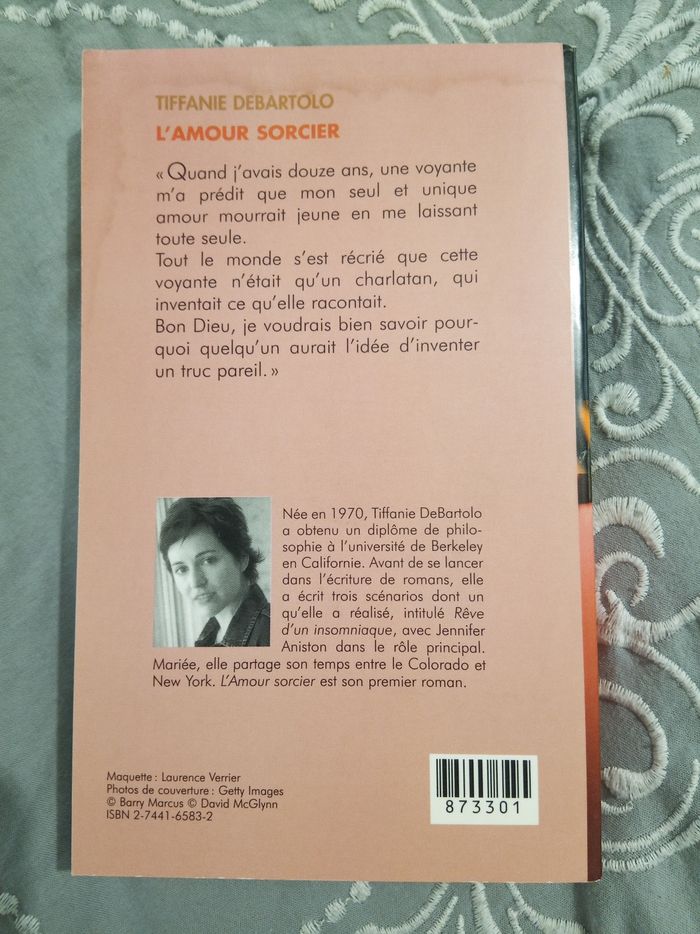 TIFFANIE DEBARTOLO
L'AMOUR SORCIER
« Quand j'avais douze ans, une voyante
m'a prédit que mon seul et unique
amour mourrait jeune en me laissant
toute seule.
Tout le monde s'est récrié que cette
voyante n'était qu'un charlatan, qui
inventait ce qu'elle racontait.
Bon Dieu, je voudrais bien savoir pour-
quoi quelqu'un aurait l'idée d'inventer
un truc pareil. »
Née en 1970, Tiffanie DeBartolo
a obtenu un diplôme de philo-
sophie à l'université de Berkeley
en Californie. Avant de se lancer
dans l'écriture de romans, elle
a écrit trois scénarios dont un
qu'elle a réalisé, intitulé Rêve
d'un insomniaque, avec Jennifer
Aniston dans le rôle principal.
Mariée, elle partage son temps entre le Colorado et
New York. L'Amour sorcier est son premier roman.
Maquette : Laurence Verrier
Photos de couverture : Getty Images
© Barry Marcus © David McGlynn
ISBN 2-7441-6583-2
873301